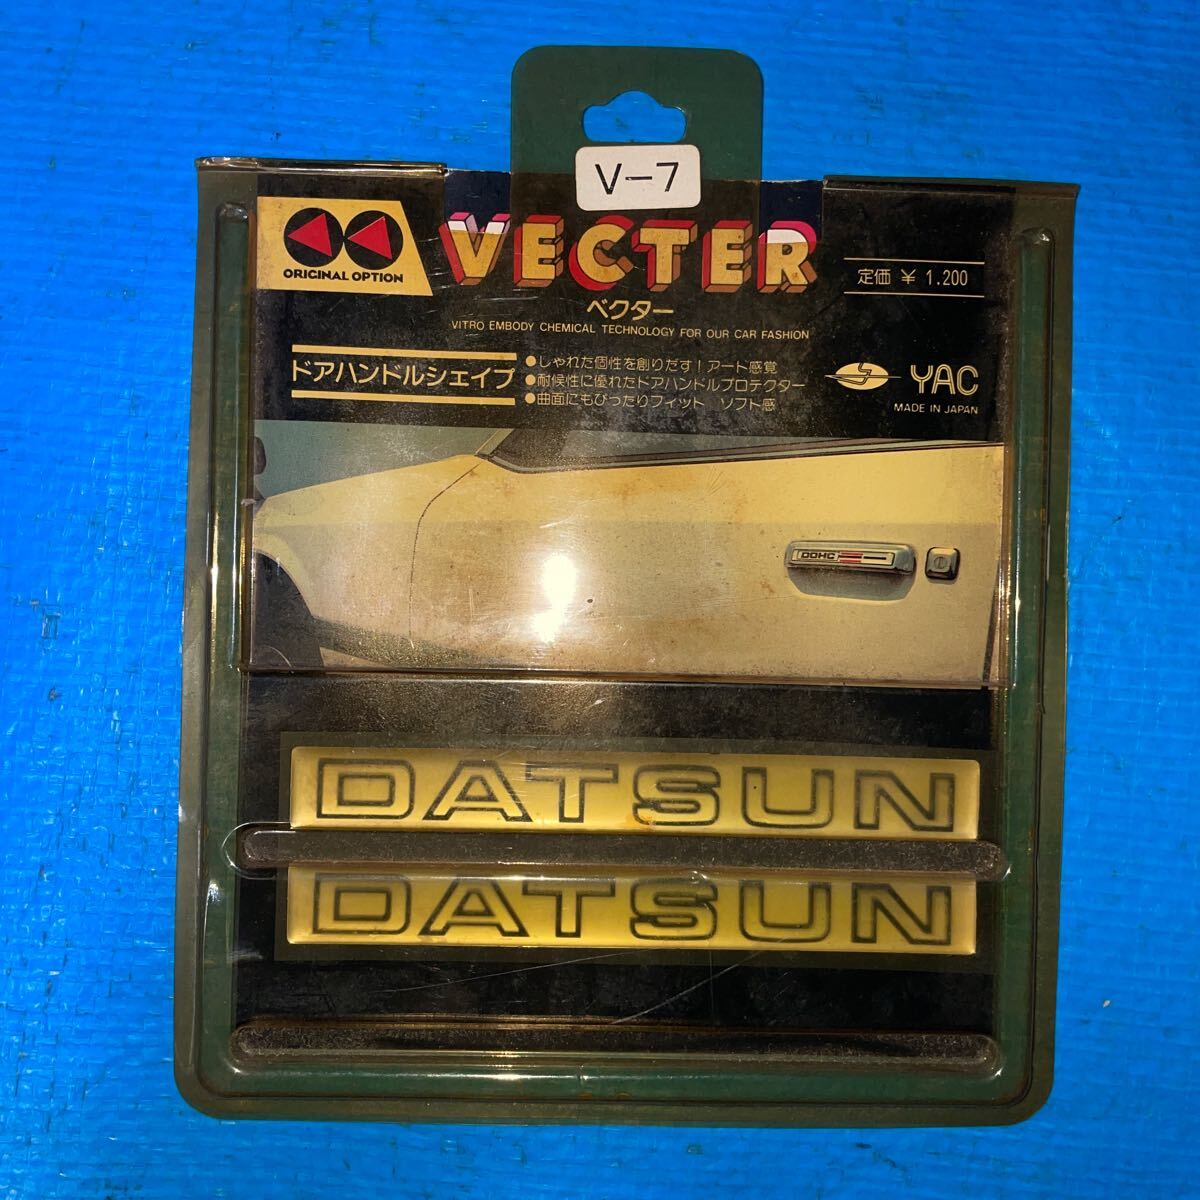 V-7
ORIGINAL OPTION
VECTER
ベクター
定価 ¥ 1.200
VITRO EMBODY CHEMICAL TECHNOLOGY FOR OUR CAR FASHION
ドアハンドルシェイプ
●しゃれた個性を創りだす！アート感覚
●耐候性に優れたドアハンドルプロテクター
●曲面にもぴったりフィット　ソフト感
YAC
MADE IN JAPAN
DOHC
DATSUN
DATSUN